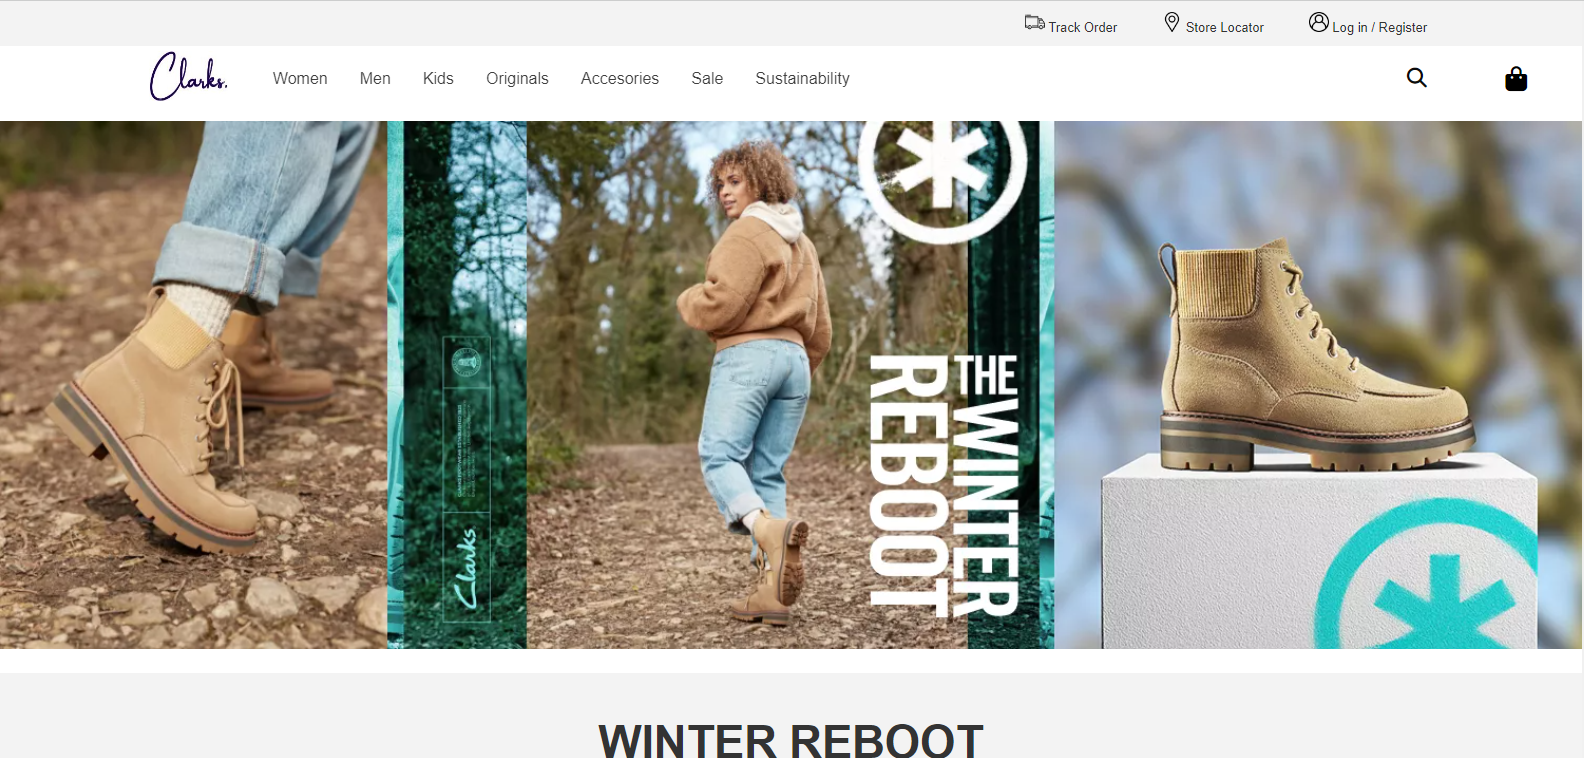 Track Order
Store Locator
Log in / Register
Clarks.
Women
Men
Kids
Originals
Accesories
Sale
Sustainability
Clarks
THE WINTER
REBOOT
WINTER REBOOT